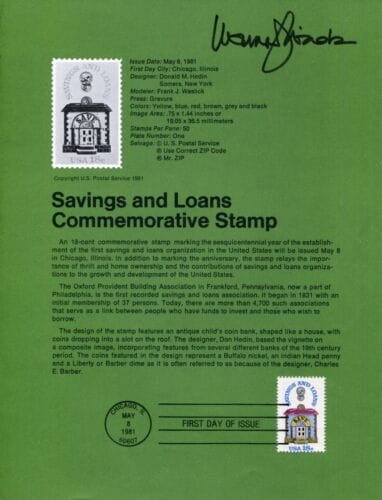 SAVINGS AND LOANS
SAVE
USA 18c
Issue Date: May 8, 1981
First Day City: Chicago, Illinois
Designer: Donald M. Hedin
Somers, New York
Modeler: Frank J. Waslick
Press: Gravure
Colors: Yellow, blue, red, brown, grey and black
Image Area: .75 x 1.44 inches or
19.05 x 36.5 millimeters
Stamps Per Pane: 50
Plate Number: One
Selvage: © U. S. Postal Service
® Use Correct ZIP Code
® Mr. ZIP
Copyright U.S. Postal Service 1981
Savings and Loans
Commemorative Stamp
An 18-cent commemorative stamp marking the sesquicentennial year of the establish-
ment of the first savings and loans organization in the United States will be issued May 8
in Chicago, Illinois. In addition to marking the anniversary, the stamp relays the impor-
tance of thrift and home ownership and the contributions of savings and loans organiza-
tions to the growth and development of the United States.
The Oxford Provident Building Association in Frankford, Pennsylvania, now a part of
Philadelphia, is the first recorded savings and loans association. It began in 1831 with an
initial membership of 37 persons. Today, there are more than 4,700 such associations
that serve as a link between people who have funds to invest and those who wish to
borrow.
The design of the stamp features an antique child's coin bank, shaped like a house, with
coins dropping into a slot on the roof. The designer, Don Hedin, based the vignette on
a composite image, incorporating features from several different banks of the 19th century
period. The coins featured in the design represent a Buffalo nickel, an Indian Head penny
and a Liberty or Barber dime as it is often referred to as because of the designer, Charles
E. Barber.
CHICAGO, IL
MAY
8
1981
60607
FIRST DAY OF ISSUE
SAVINGS AND LOANS
USA 18c